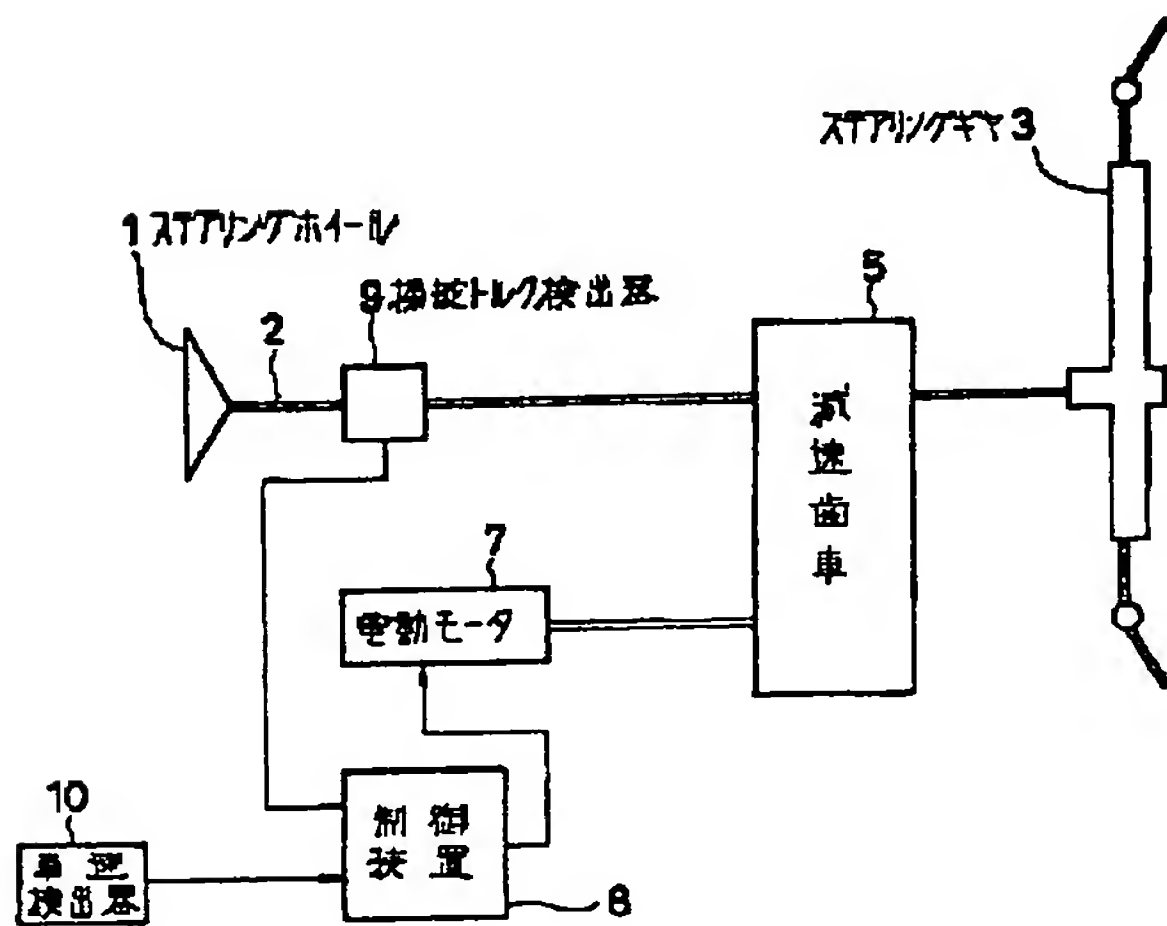 ステアリングギヤ 3
1 ステアリングホイール
2
9 操舵トルク検出器
5
減速歯車
7
電動モータ
10
車速
検出器
制御
装置
8